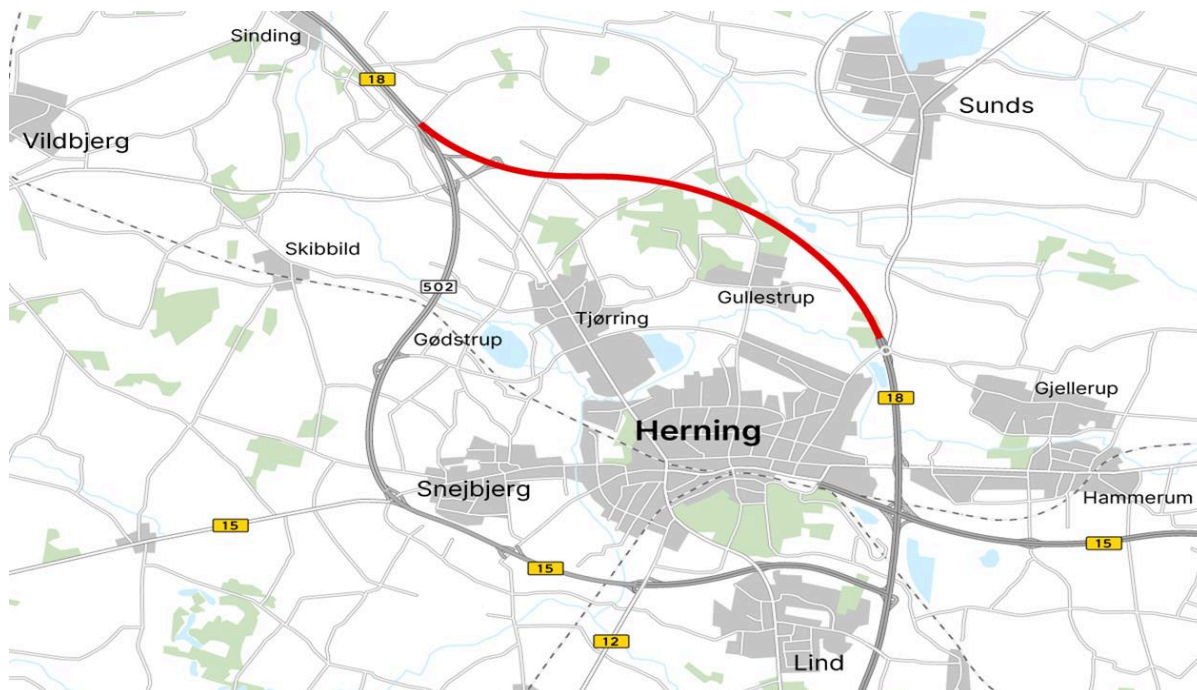 Sinding
18
Sunds
Vildbjerg
Skibbild
502
Gullestrup
Tjørring
Gødstrup
18
Gjellerup
Herning
Snejbjerg
Hammerum
15
15
15
12
Lind